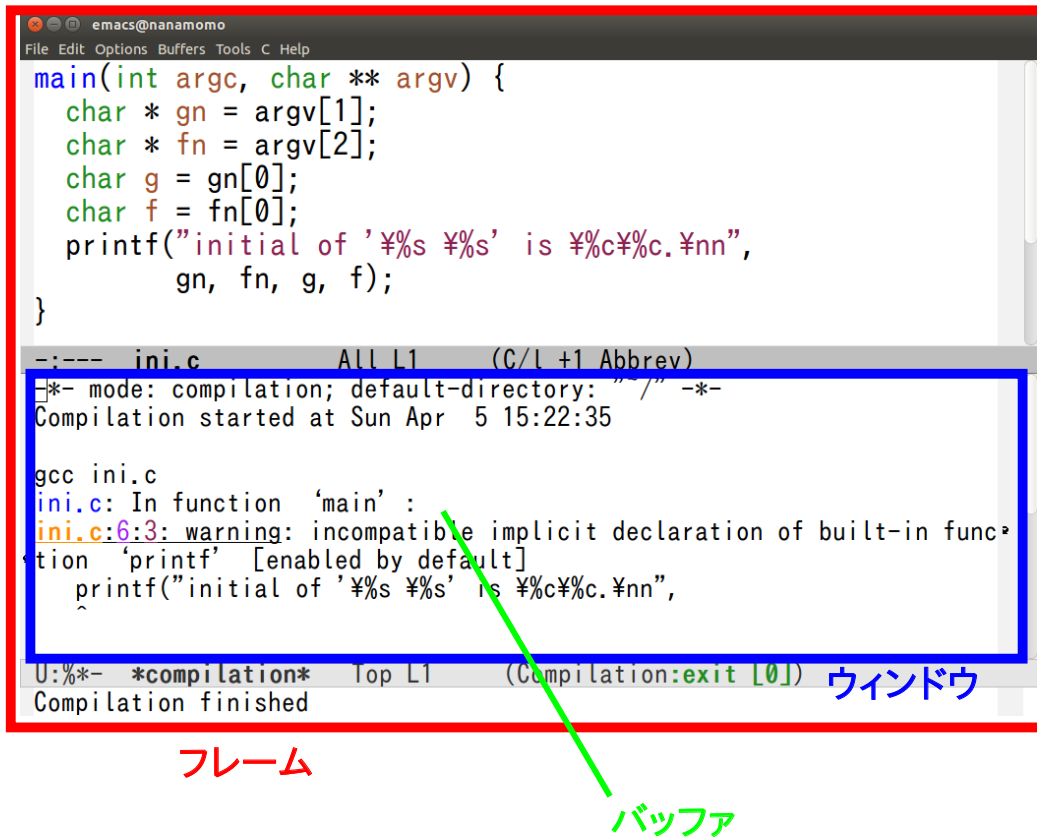 emacs@nanamomo
File Edit Options Buffers Tools C Help
main(int argc, char ** argv) {
  char * gn = argv[1];
  char * fn = argv[2];
  char g = gn[0];
  char f = fn[0];
  printf("initial of '¥%s ¥%s' is ¥%c¥%c.¥nn",
         gn, fn, g, f);
}
-:---  ini.c          All L1     (C/l +1 Abbrev)
-*- mode: compilation; default-directory: "~/" -*-
Compilation started at Sun Apr  5 15:22:35
gcc ini.c
ini.c: In function ‘main’:
ini.c:6:3: warning: incompatible implicit declaration of built-in func
tion ‘printf’ [enabled by default]
   printf("initial of '¥%s ¥%s' is ¥%c¥%c.¥nn",
   ^
U:%*-  *compilation*   Top L1     (Compilation:exit [0])
Compilation finished
ウィンドウ
フレーム
バッファ